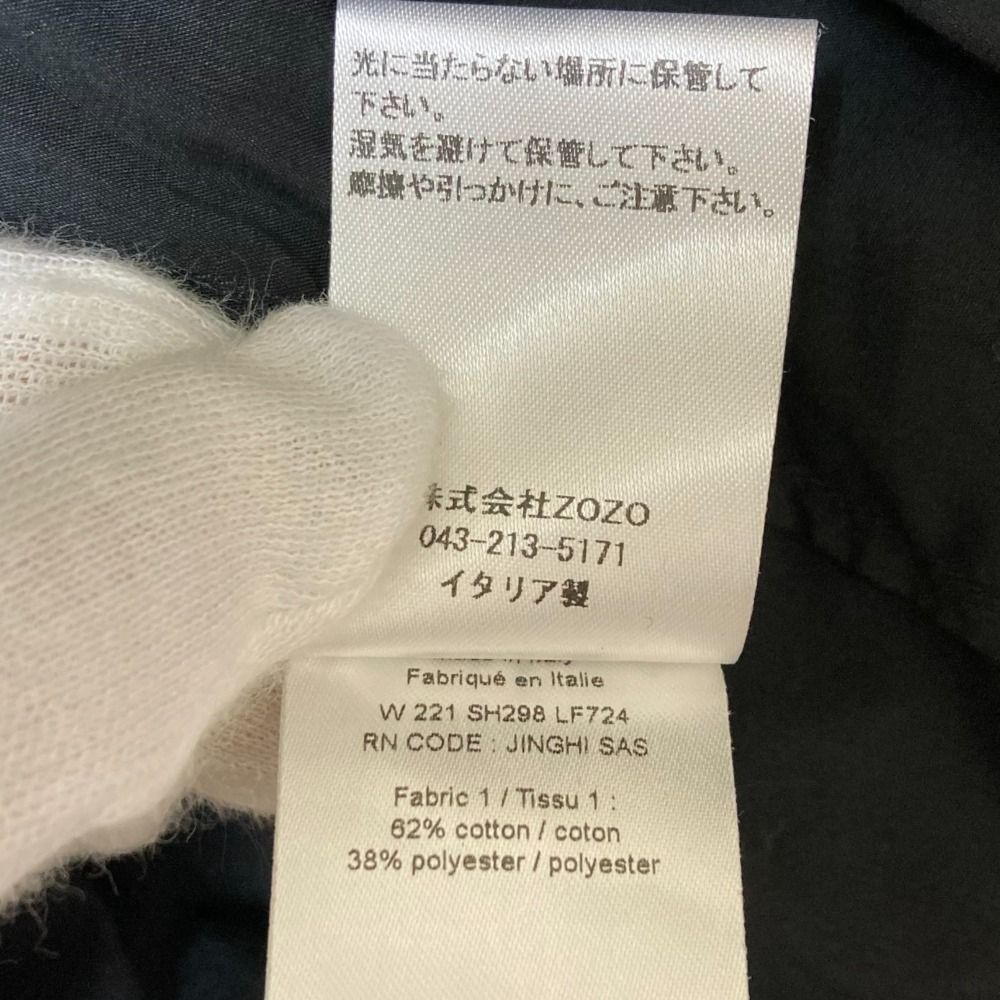 光に当たらない場所に保管して
下さい。
湿気を避けて保管して下さい。
摩擦や引っかけに、ご注意下さい。
株式会社ZOZO
043-213-5171
イタリア製
Made in Italy
Fabriqué en Italie
W 221 SH298 LF724
RN CODE : JINGHI SAS
Fabric 1 / Tissu 1 :
62% cotton / coton
38% polyester / polyester